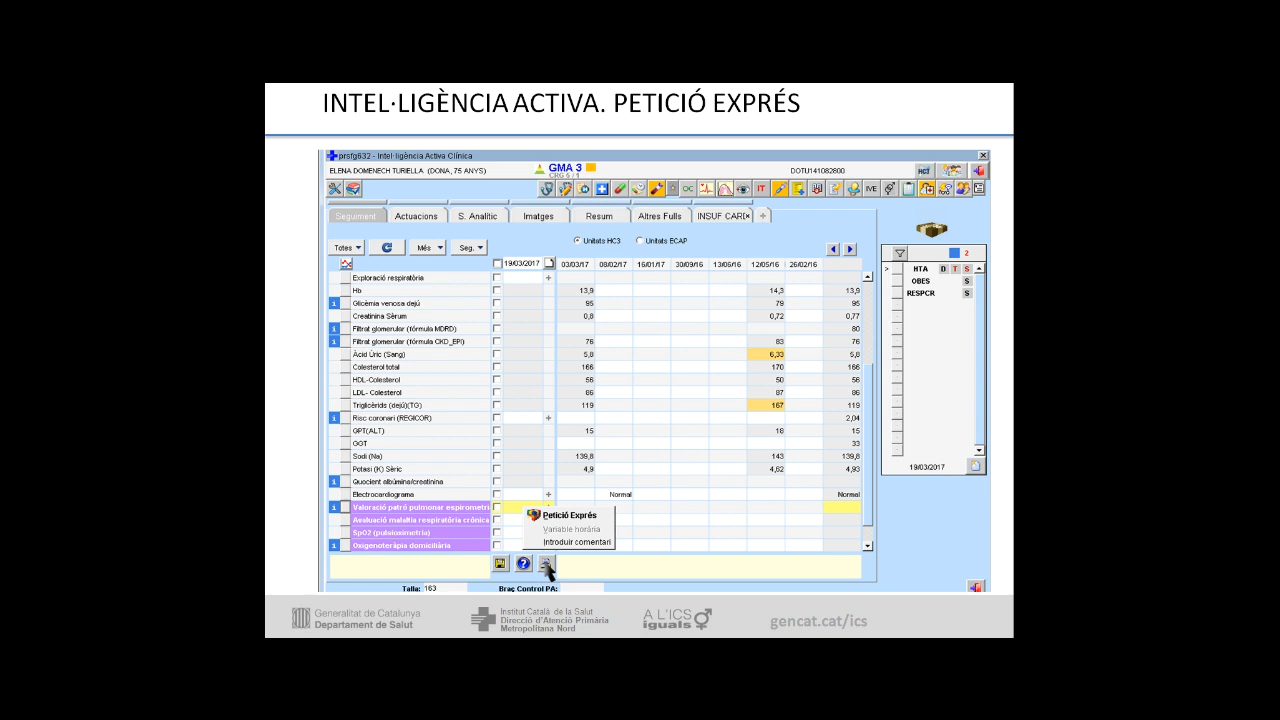 INTEL·LIGÈNCIA ACTIVA. PETICIÓ EXPRÉS
prsfg632 - Intel·ligència Activa Clínica
ELENA DOMENECH TURIELLA (DONA, 75 ANYS) GMA 3 DOTU141082800. HC3
CRG 6 / 1
OC IT IVE
Seguiment Actuacions S. Analític Imatges Resum Altres Fulls INSUF CARD +
Totes Més Seg. Unitats HC3 Unitats ECAP
19/03/2017 03/03/17 08/02/17 16/01/17 30/09/16 13/06/16 12/05/16 26/02/16
Exploració respiratòria +
Hb 13,9 14,3 13,9
i Glicèmia venosa dejú 95 79 95
Creatinina Sèrum 0,8 0,72 0,77
i Filtrat glomerular (fórmula MDRD) 80
i Filtrat glomerular (fórmula CKD_EPI) 76 83 76
Àcid Úric (Sang) 5,8 6,33 5,8
Colesterol total 166 170 166
HDL-Colesterol 56 50 56
LDL- Colesterol 86 87 86
Triglicèrids (dejú)(TG) 119 167 119
i Risc coronari (REGICOR) + 2,04
GPT(ALT) 15 18 15
GGT 33
Sodi (Na) 139,8 143 139,8
Potasi (K) Sèric 4,9 4,62 4,93
i Quocient albúmina/creatinina
Electrocardiograma + Normal Normal
i Valoració patró pulmonar espirometri
Avaluació malaltia respiratòria crònica
SpO2 (pulsioximetria)
i Oxigenoteràpia domiciliària
Petició Exprés
Variable horària
Introduir comentari
Talla: 163 Braç Control PA:
2
> HTA D T S
OBES S
RESPCR S
19/03/2017
Generalitat de Catalunya
Departament de Salut
Institut Català de la Salut
Direcció d'Atenció Primària
Metropolitana Nord
A L'ICS
iguals
gencat.cat/ics